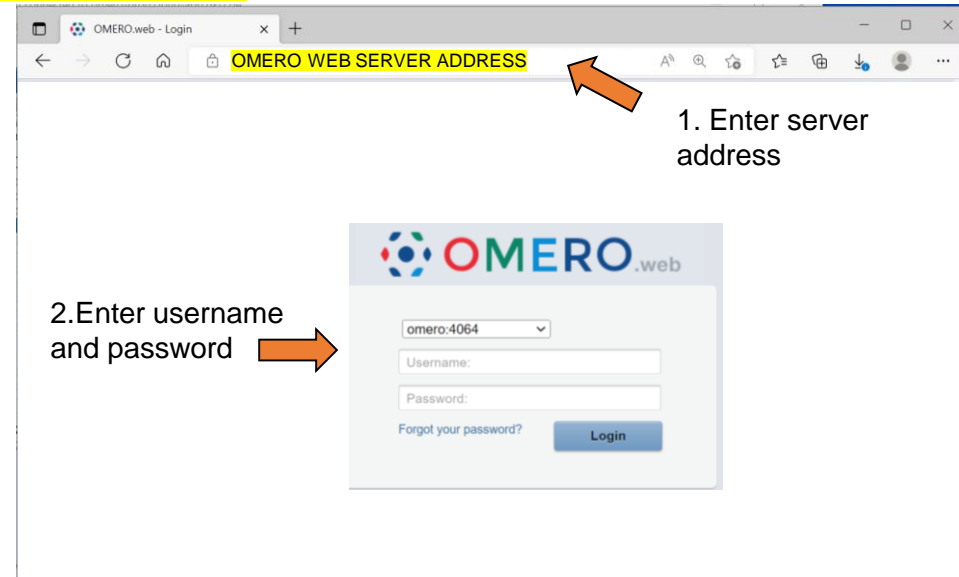 OMERO.web - Login
OMERO WEB SERVER ADDRESS
1. Enter server
address
OMERO.web
2.Enter username
and password
omero:4064
Username:
Password:
Forgot your password?
Login